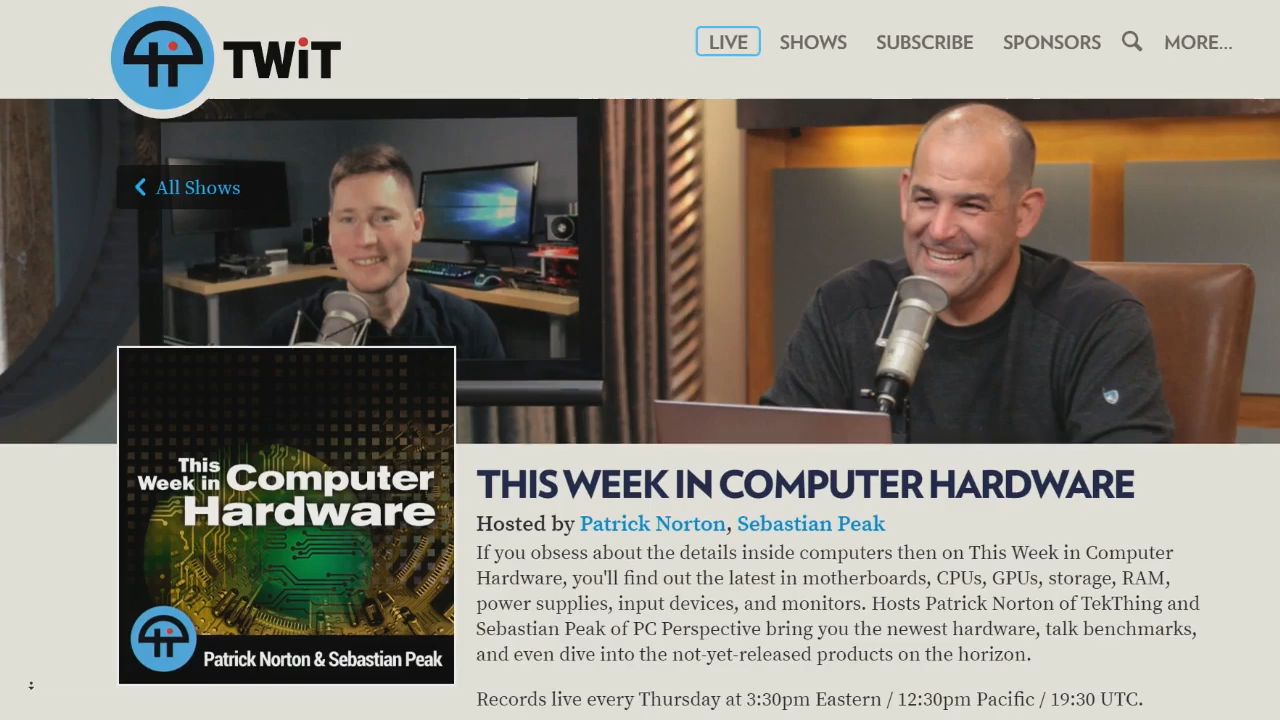 TWiT
LIVE SHOWS SUBSCRIBE SPONSORS MORE...
All Shows
This
Week in Computer
Hardware
Patrick Norton & Sebastian Peak
THIS WEEK IN COMPUTER HARDWARE
Hosted by Patrick Norton, Sebastian Peak
If you obsess about the details inside computers then on This Week in Computer
Hardware, you'll find out the latest in motherboards, CPUs, GPUs, storage, RAM,
power supplies, input devices, and monitors. Hosts Patrick Norton of TekThing and
Sebastian Peak of PC Perspective bring you the newest hardware, talk benchmarks,
and even dive into the not-yet-released products on the horizon.
Records live every Thursday at 3:30pm Eastern / 12:30pm Pacific / 19:30 UTC.